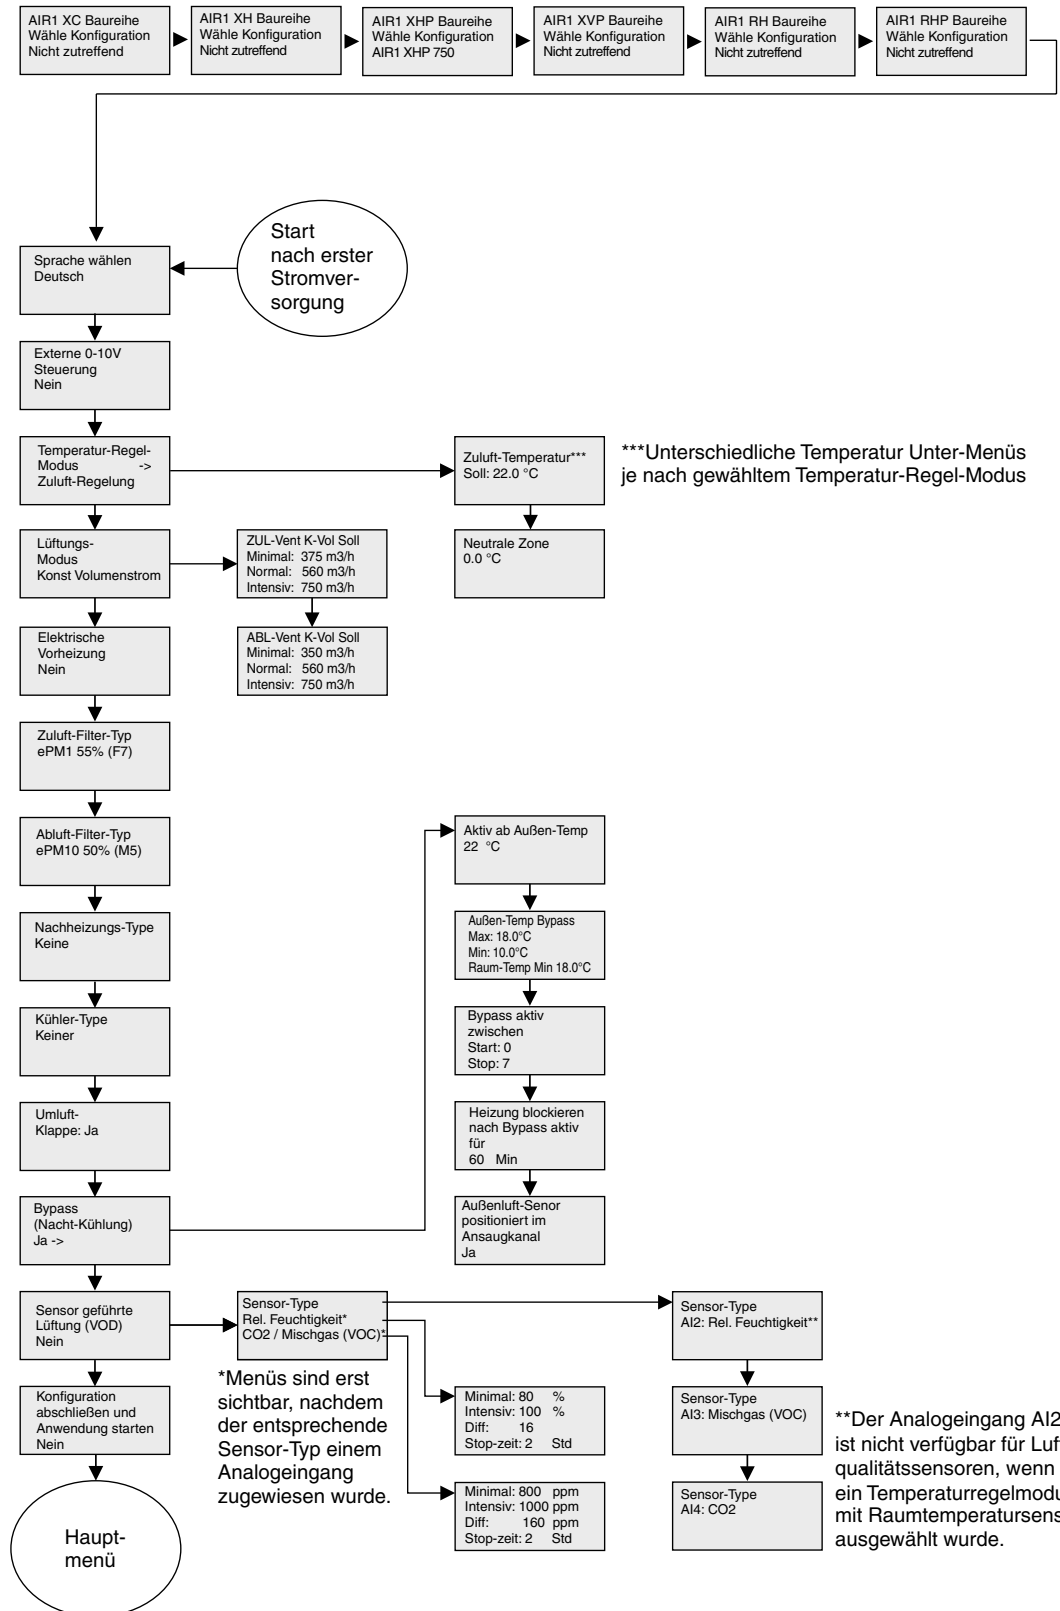 AIR1 XC Baureihe
Wähle Konfiguration
Nicht zutreffend
AIR1 XH Baureihe
Wähle Konfiguration
Nicht zutreffend
AIR1 XHP Baureihe
Wähle Konfiguration
AIR1 XHP 750
AIR1 XVP Baureihe
Wähle Konfiguration
Nicht zutreffend
AIR1 RH Baureihe
Wähle Konfiguration
Nicht zutreffend
AIR1 RHP Baureihe
Wähle Konfiguration
Nicht zutreffend
Start
nach erster
Stromver-
sorgung
Sprache wählen
Deutsch
Externe 0-10V
Steuerung
Nein
Temperatur-Regel-
Modus ->
Zuluft-Regelung
Zuluft-Temperatur***
Soll: 22.0 °C
***Unterschiedliche Temperatur Unter-Menüs
je nach gewähltem Temperatur-Regel-Modus
Neutrale Zone
0.0 °C
Lüftungs-
Modus
Konst Volumenstrom
ZUL-Vent K-Vol Soll
Minimal: 375 m3/h
Normal: 560 m3/h
Intensiv: 750 m3/h
ABL-Vent K-Vol Soll
Minimal: 350 m3/h
Normal: 560 m3/h
Intensiv: 750 m3/h
Elektrische
Vorheizung
Nein
Zuluft-Filter-Typ
ePM1 55% (F7)
Abluft-Filter-Typ
ePM10 50% (M5)
Nachheizungs-Type
Keine
Kühler-Type
Keiner
Umluft-
Klappe: Ja
Bypass
(Nacht-Kühlung)
Ja ->
Aktiv ab Außen-Temp
22 °C
Außen-Temp Bypass
Max: 18.0°C
Min: 10.0°C
Raum-Temp Min 18.0°C
Bypass aktiv
zwischen
Start: 0
Stop: 7
Heizung blockieren
nach Bypass aktiv
für
60 Min
Außenluft-Senor
positioniert im
Ansaugkanal
Ja
Sensor geführte
Lüftung (VOD)
Nein
Sensor-Type
Rel. Feuchtigkeit*
CO2 / Mischgas (VOC)*
*Menüs sind erst
sichtbar, nachdem
der entsprechende
Sensor-Typ einem
Analogeingang
zugewiesen wurde.
Minimal: 80 %
Intensiv: 100 %
Diff: 16
Stop-zeit: 2 Std
Minimal: 800 ppm
Intensiv: 1000 ppm
Diff: 160 ppm
Stop-zeit: 2 Std
Sensor-Type
AI2: Rel. Feuchtigkeit**
Sensor-Type
AI3: Mischgas (VOC)
Sensor-Type
AI4: CO2
**Der Analogeingang AI2
ist nicht verfügbar für Luf
qualitätssensoren, wenn
ein Temperaturregelmodu
mit Raumtemperatursens
ausgewählt wurde.
Konfiguration
abschließen und
Anwendung starten
Nein
Haupt-
menü